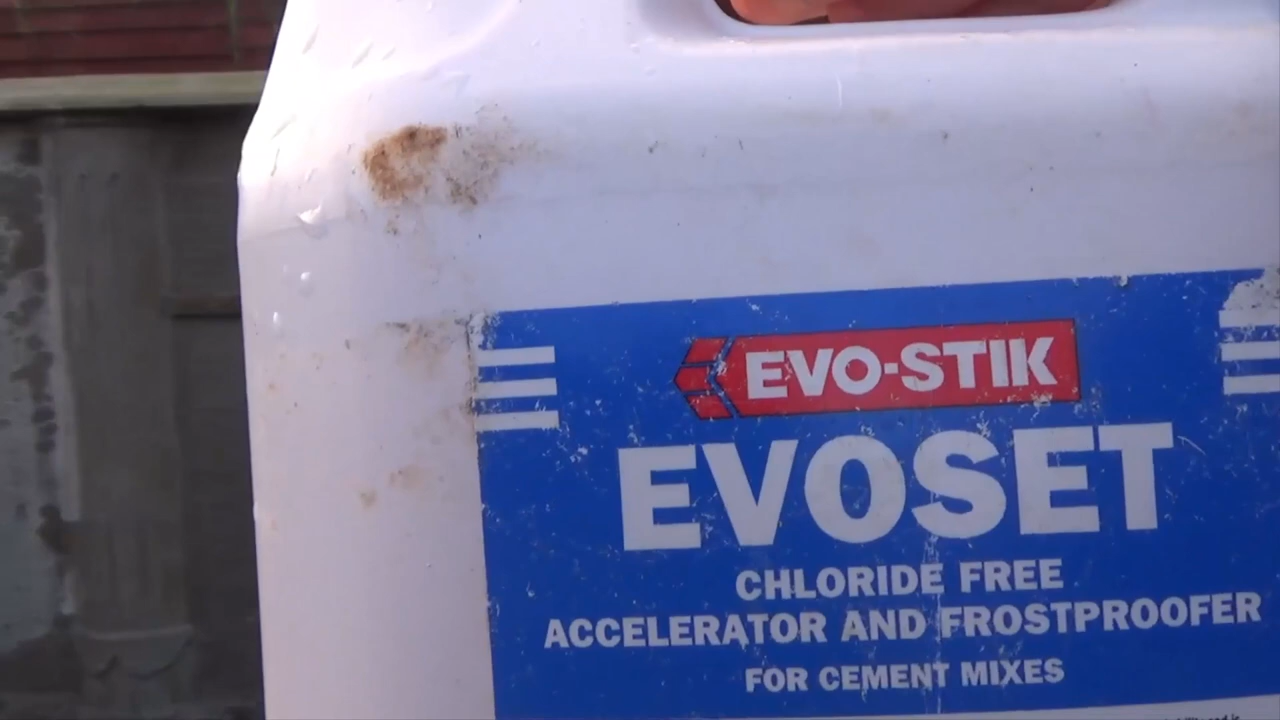 EVO-STIK
EVOSET
CHLORIDE FREE
ACCELERATOR AND FROSTPROOFER
FOR CEMENT MIXES